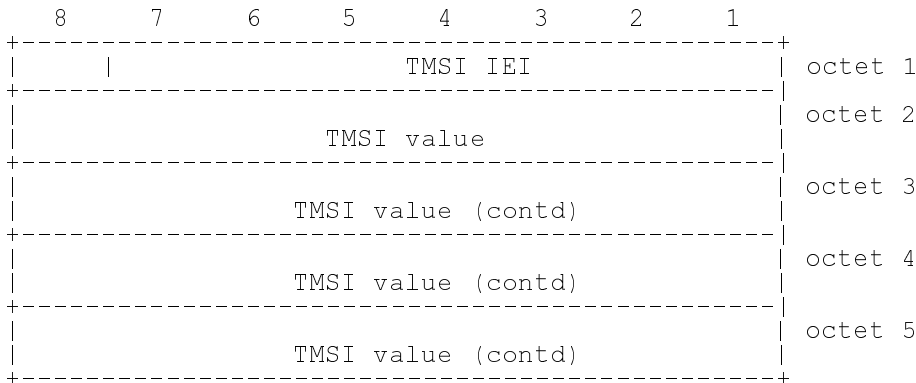 8 7 6 5 4 3 2 1
TMSI IEI octet 1
octet 2
TMSI value
octet 3
TMSI value (contd)
octet 4
TMSI value (contd)
octet 5
TMSI value (contd)